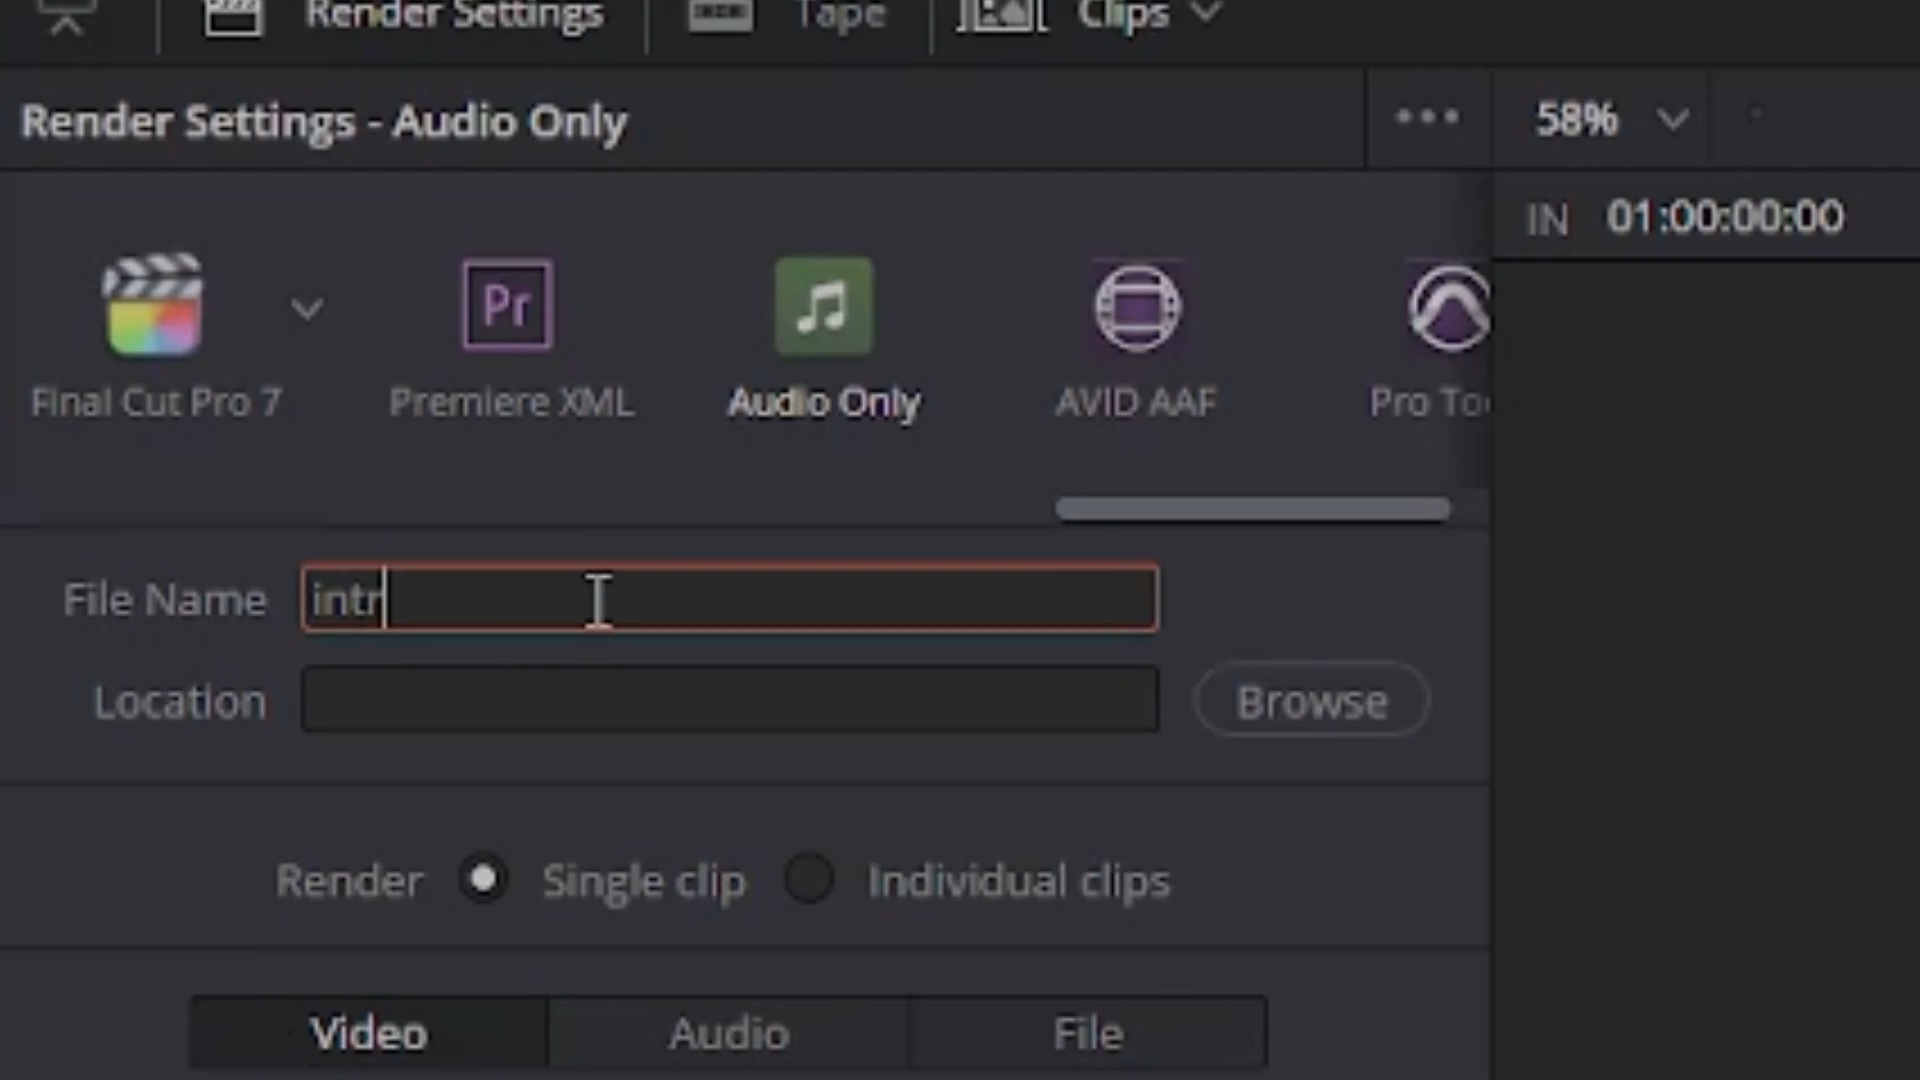 Render Settings
Tape
Clips
Render Settings - Audio Only
58%
IN 01:00:00:00
Pr
Final Cut Pro 7
Premiere XML
Audio Only
AVID AAF
Pro Too
File Name
intr
Location
Browse
Render
Single clip
Individual clips
Video
Audio
File